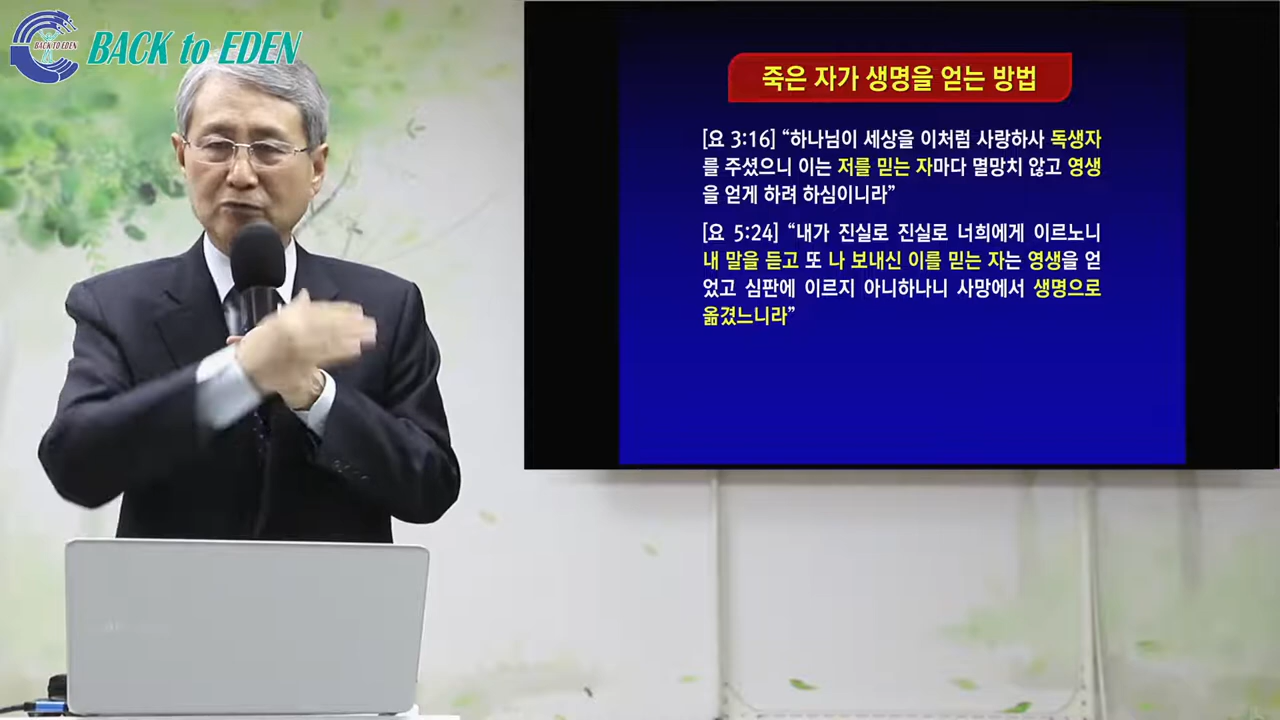 BACK to EDEN
BACK TO EDEN
죽은 자가 생명을 얻는 방법
[요 3:16] “하나님이 세상을 이처럼 사랑하사 독생자
를 주셨으니 이는 저를 믿는 자마다 멸망치 않고 영생
을 얻게 하려 하심이니라”
[요 5:24] “내가 진실로 진실로 너희에게 이르노니
내 말을 듣고 또 나 보내신 이를 믿는 자는 영생을 얻
었고 심판에 이르지 아니하나니 사망에서 생명으로
옮겼느니라”